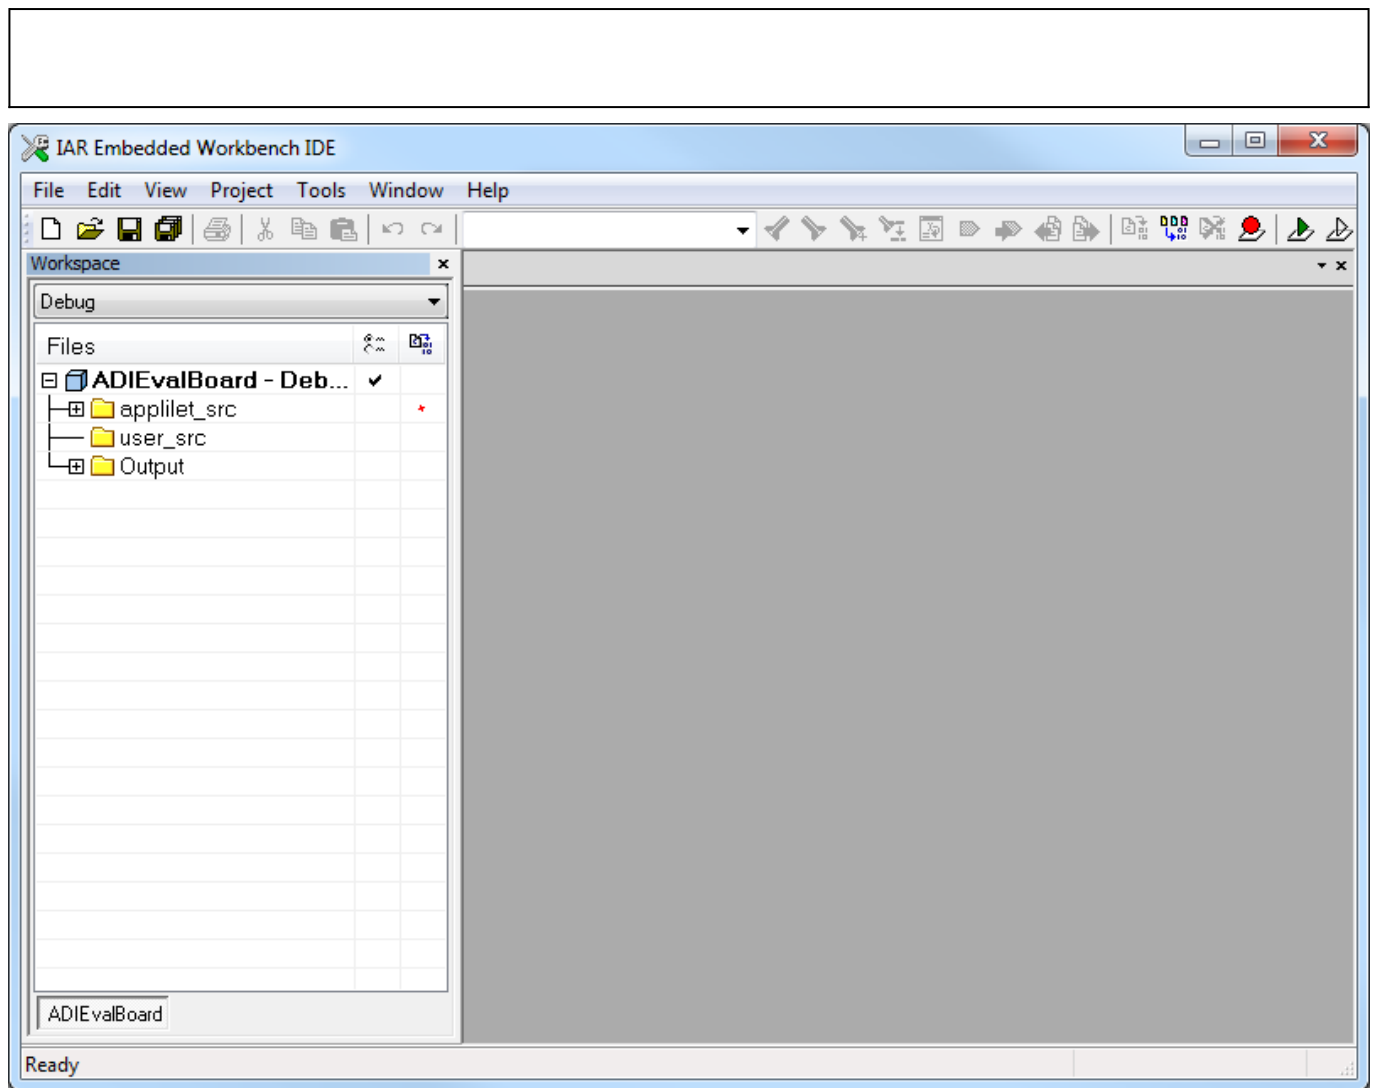 IAR Embedded Workbench IDE
File Edit View Project Tools Window Help
Workspace
Debug
Files
ADIEvalBoard - Deb...
applilet_src
user_src
Output
ADIEvalBoard
Ready